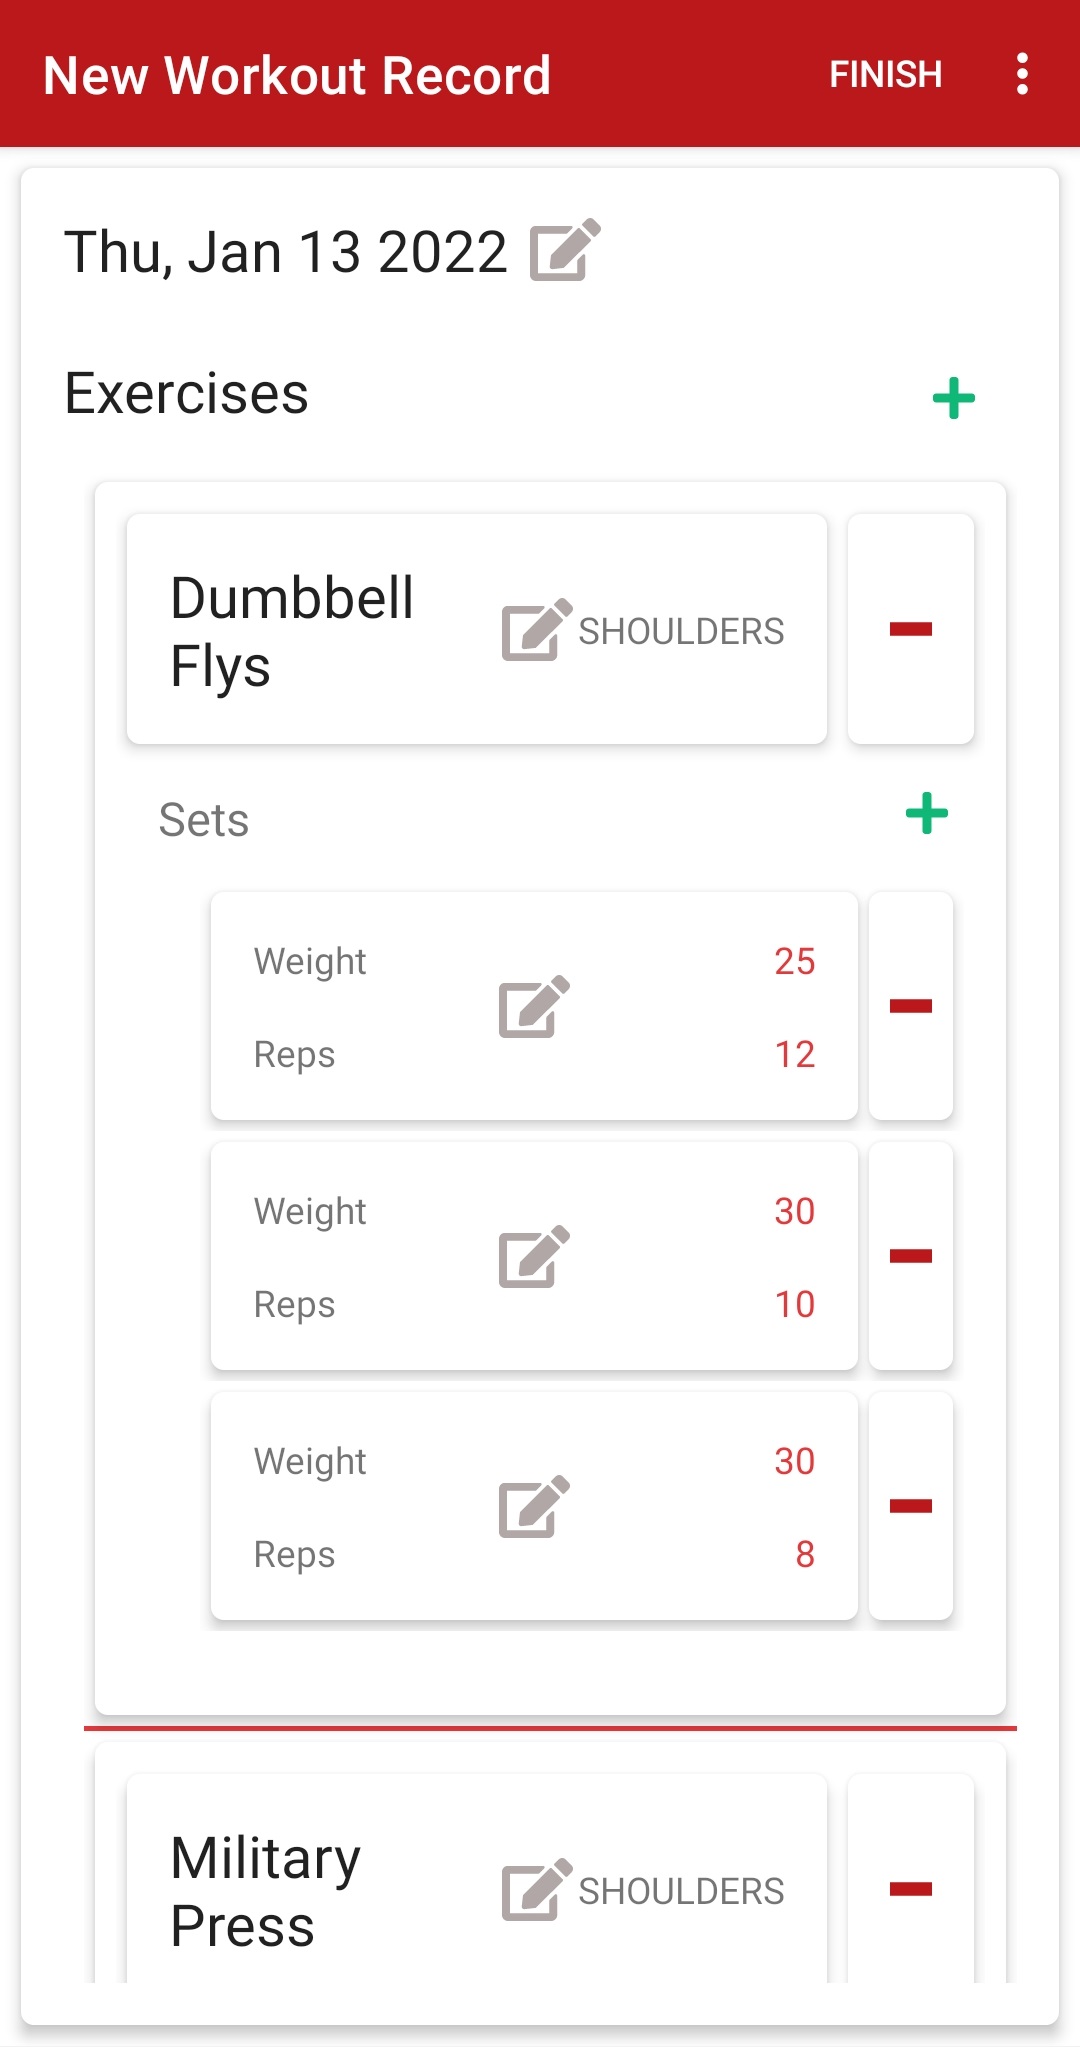 New Workout Record FINISH
Thu, Jan 13 2022
Exercises
Dumbbell
Flys
SHOULDERS
Sets
Weight 25
Reps 12
Weight 30
Reps 10
Weight 30
Reps 8
Military
Press
SHOULDERS